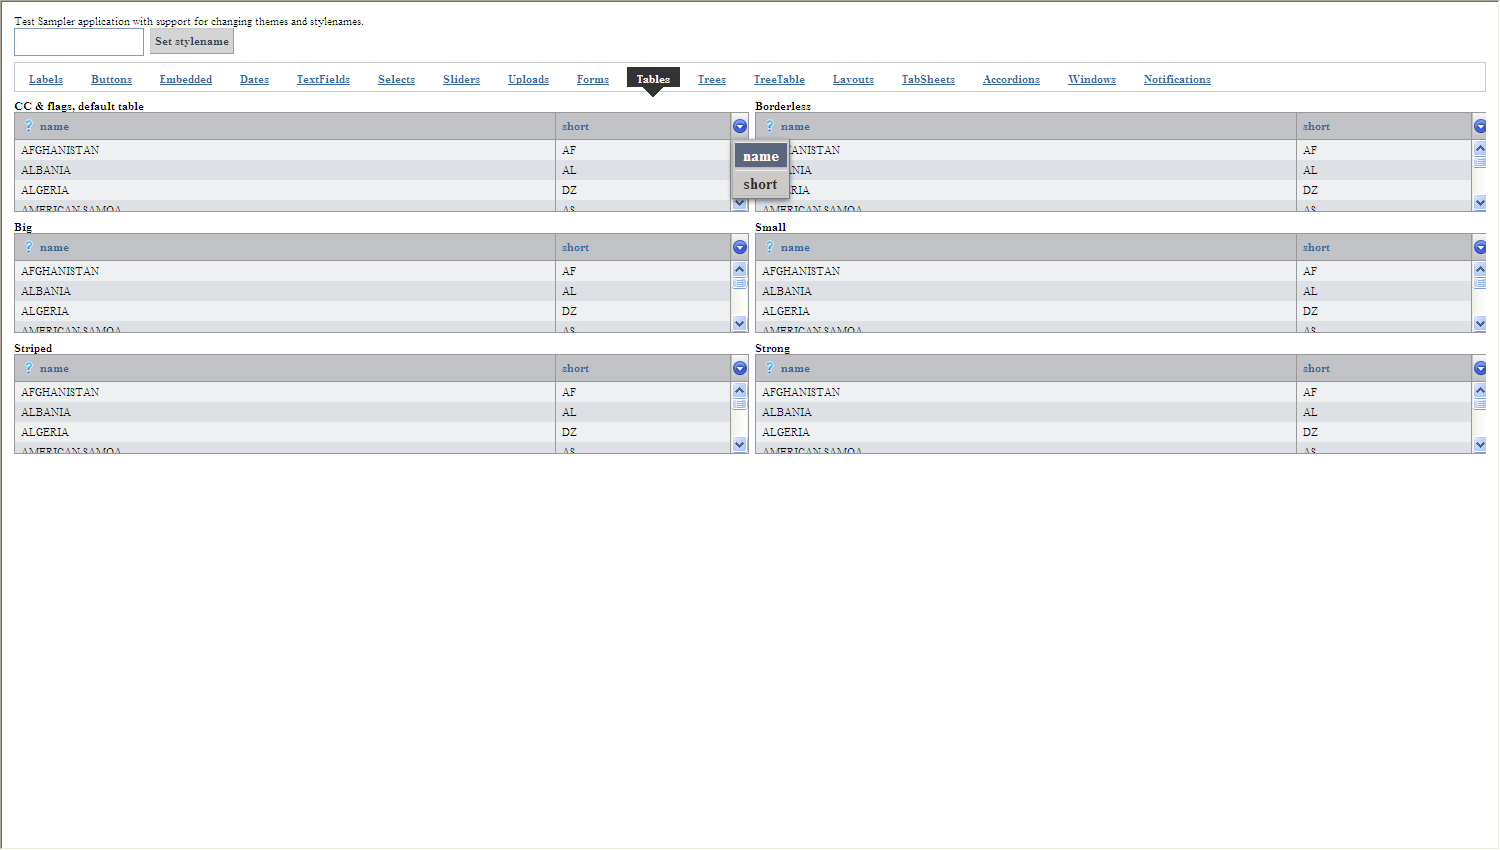 Test Sampler application with support for changing themes and stylenames.
Set stylename
Labels Buttons Embedded Dates TextFields Selects Sliders Uploads Forms Tables Trees TreeTable Layouts TabSheets Accordions Windows Notifications
CC & flags, default table
? name short
AFGHANISTAN AF
ALBANIA AL
ALGERIA DZ
AMERICAN SAMOA AS
name
short
Borderless
? name short
ANISTAN AF
NIA AL
RIA DZ
AMERICAN SAMOA AS
Big
? name short
AFGHANISTAN AF
ALBANIA AL
ALGERIA DZ
AMERICAN SAMOA AS
Small
? name short
AFGHANISTAN AF
ALBANIA AL
ALGERIA DZ
AMERICAN SAMOA AS
Striped
? name short
AFGHANISTAN AF
ALBANIA AL
ALGERIA DZ
AMERICAN SAMOA AS
Strong
? name short
AFGHANISTAN AF
ALBANIA AL
ALGERIA DZ
AMERICAN SAMOA AS